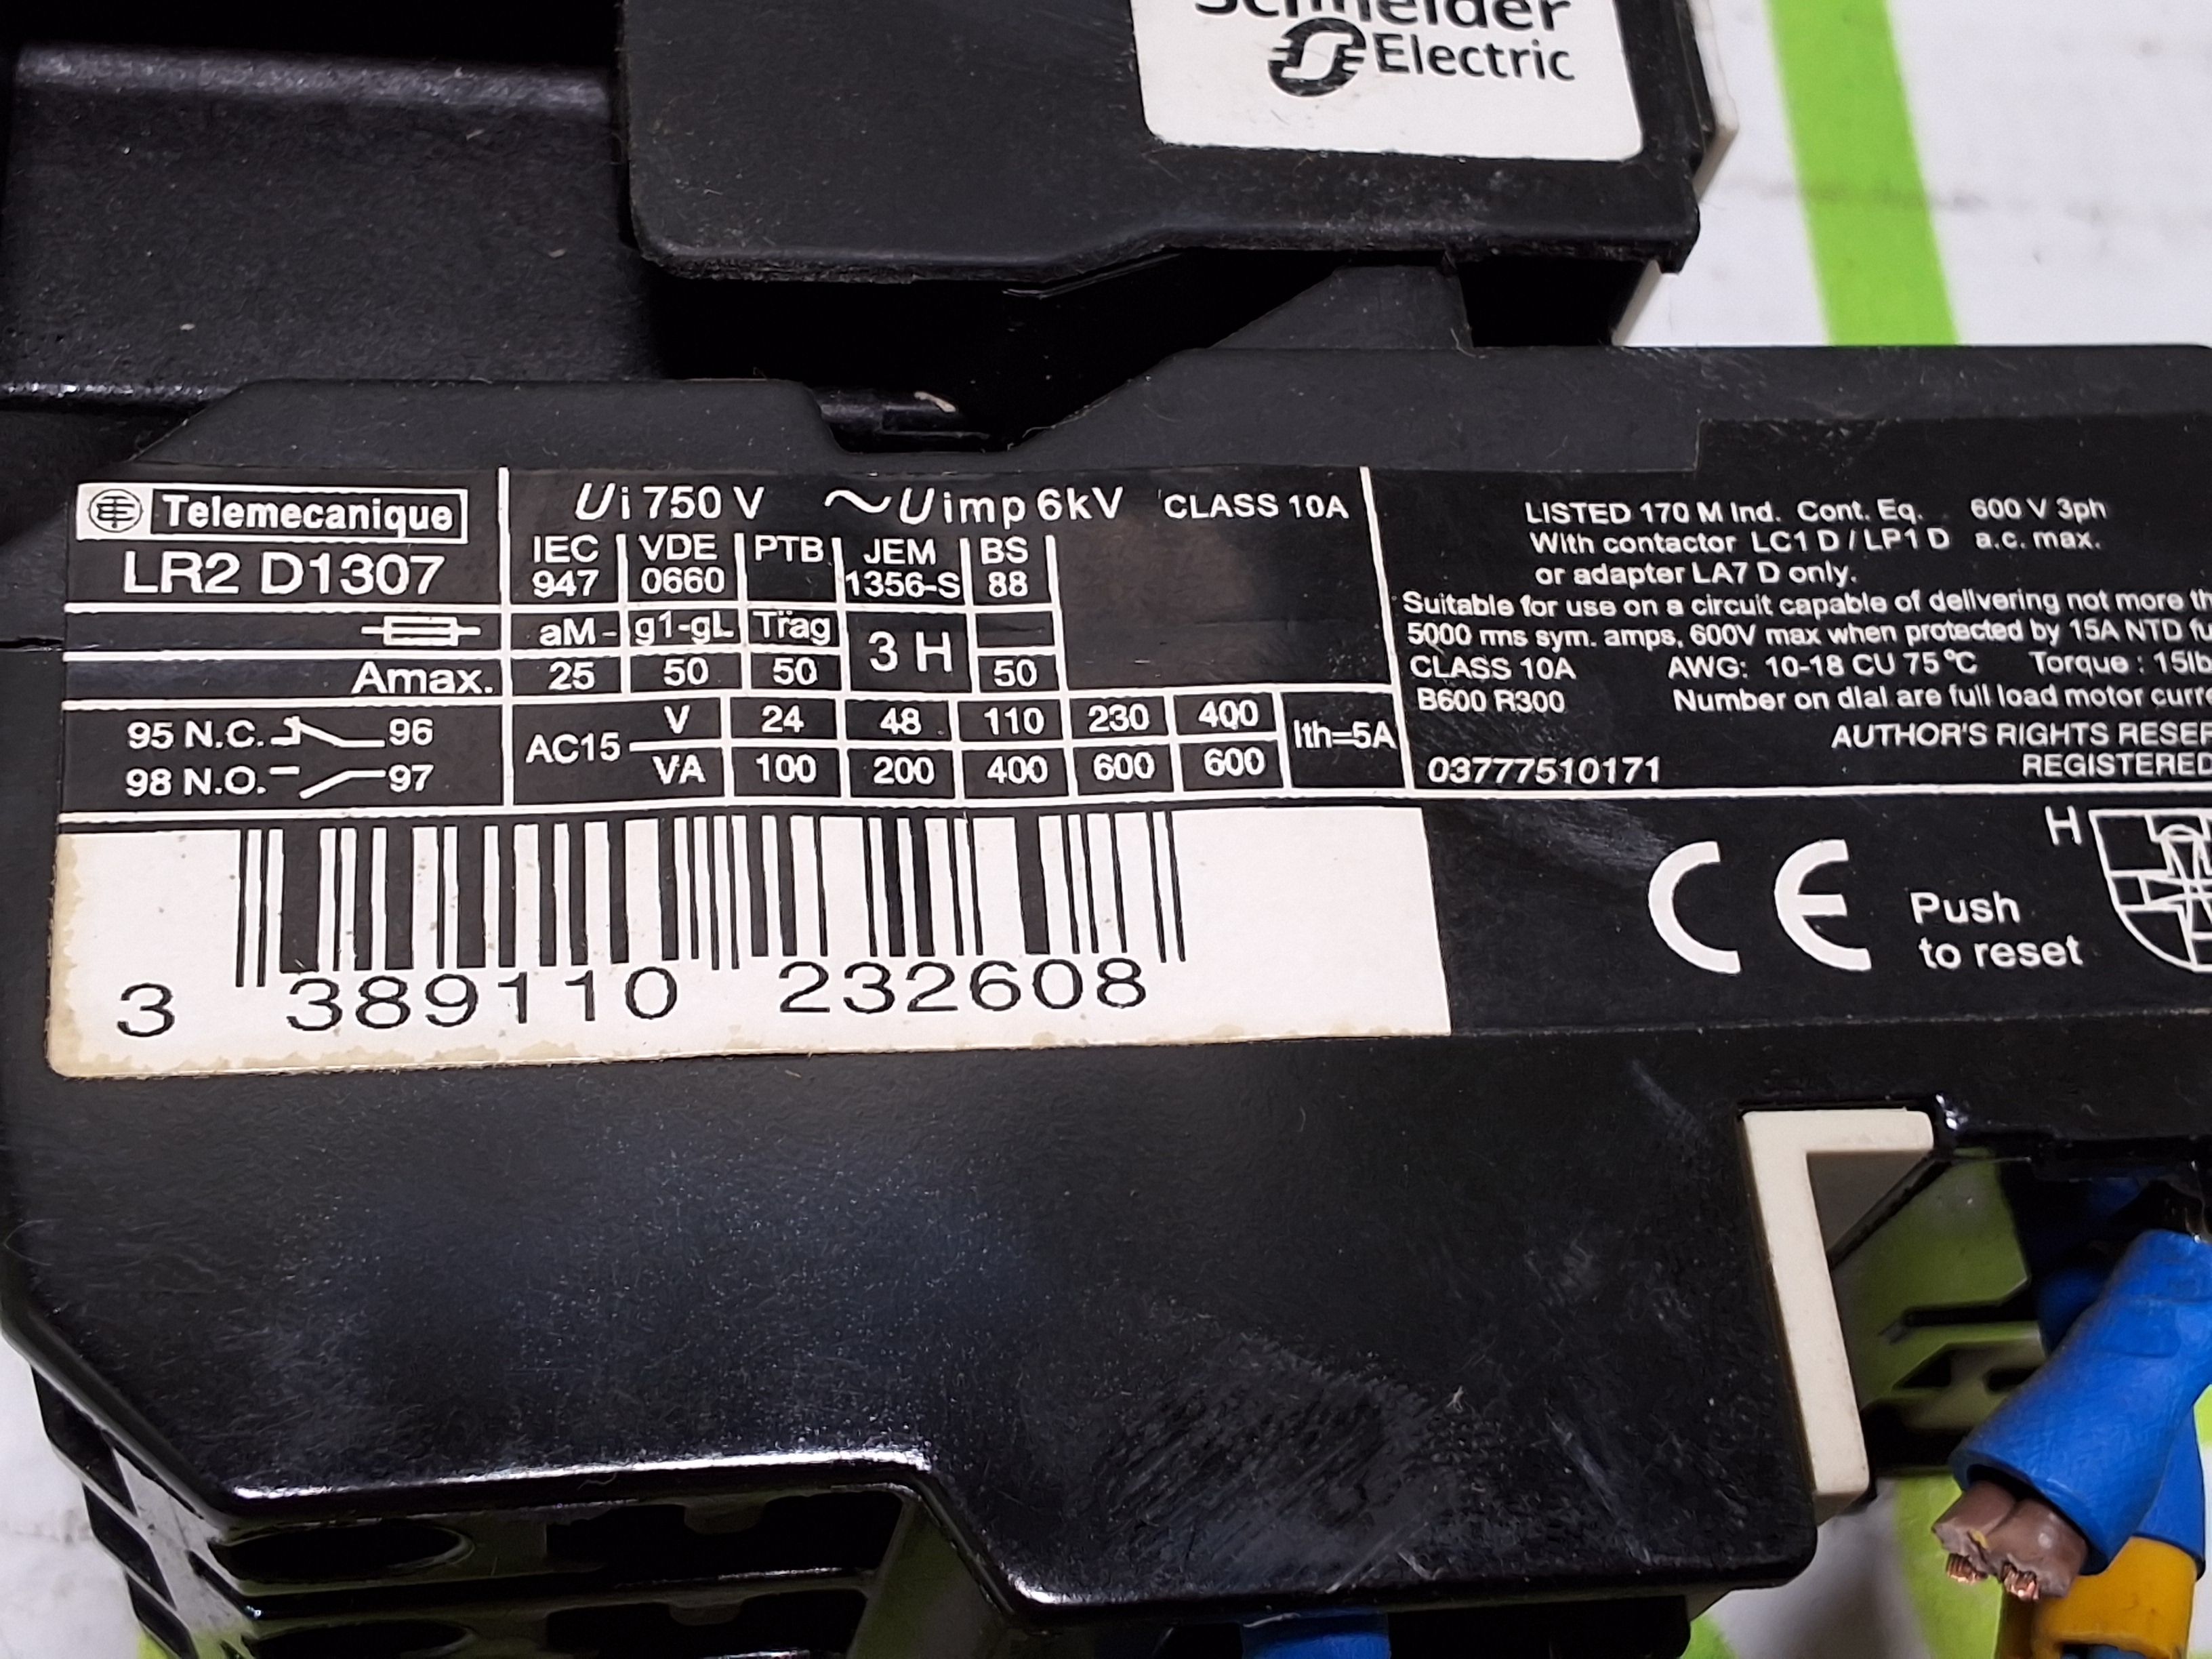 Schneider
Electric
Telemecanique
LR2 D1307
Ui 750 V ~ Uimp 6kV CLASS 10A
IEC 947 VDE 0660 PTB JEM 1356-S BS 88
aM g1-gL Träg 3 H
Amax. 25 50 50 50
95 N.C. 96
98 N.O. 97
AC15 V 24 48 110 230 400 Ith=5A
VA 100 200 400 600 600
LISTED 170 M Ind. Cont. Eq. 600 V 3ph
With contactor LC1 D / LP1 D a.c. max.
or adapter LA7 D only.
Suitable for use on a circuit capable of delivering not more
5000 rms sym. amps, 600V max when protected by 15A NTD
CLASS 10A AWG: 10-18 CU 75°C Torque : 15lb
B600 R300 Number on dial are full load motor
AUTHOR'S RIGHTS
03777510171 REGISTERED
3 389110 232608
CE
Push
to reset
H